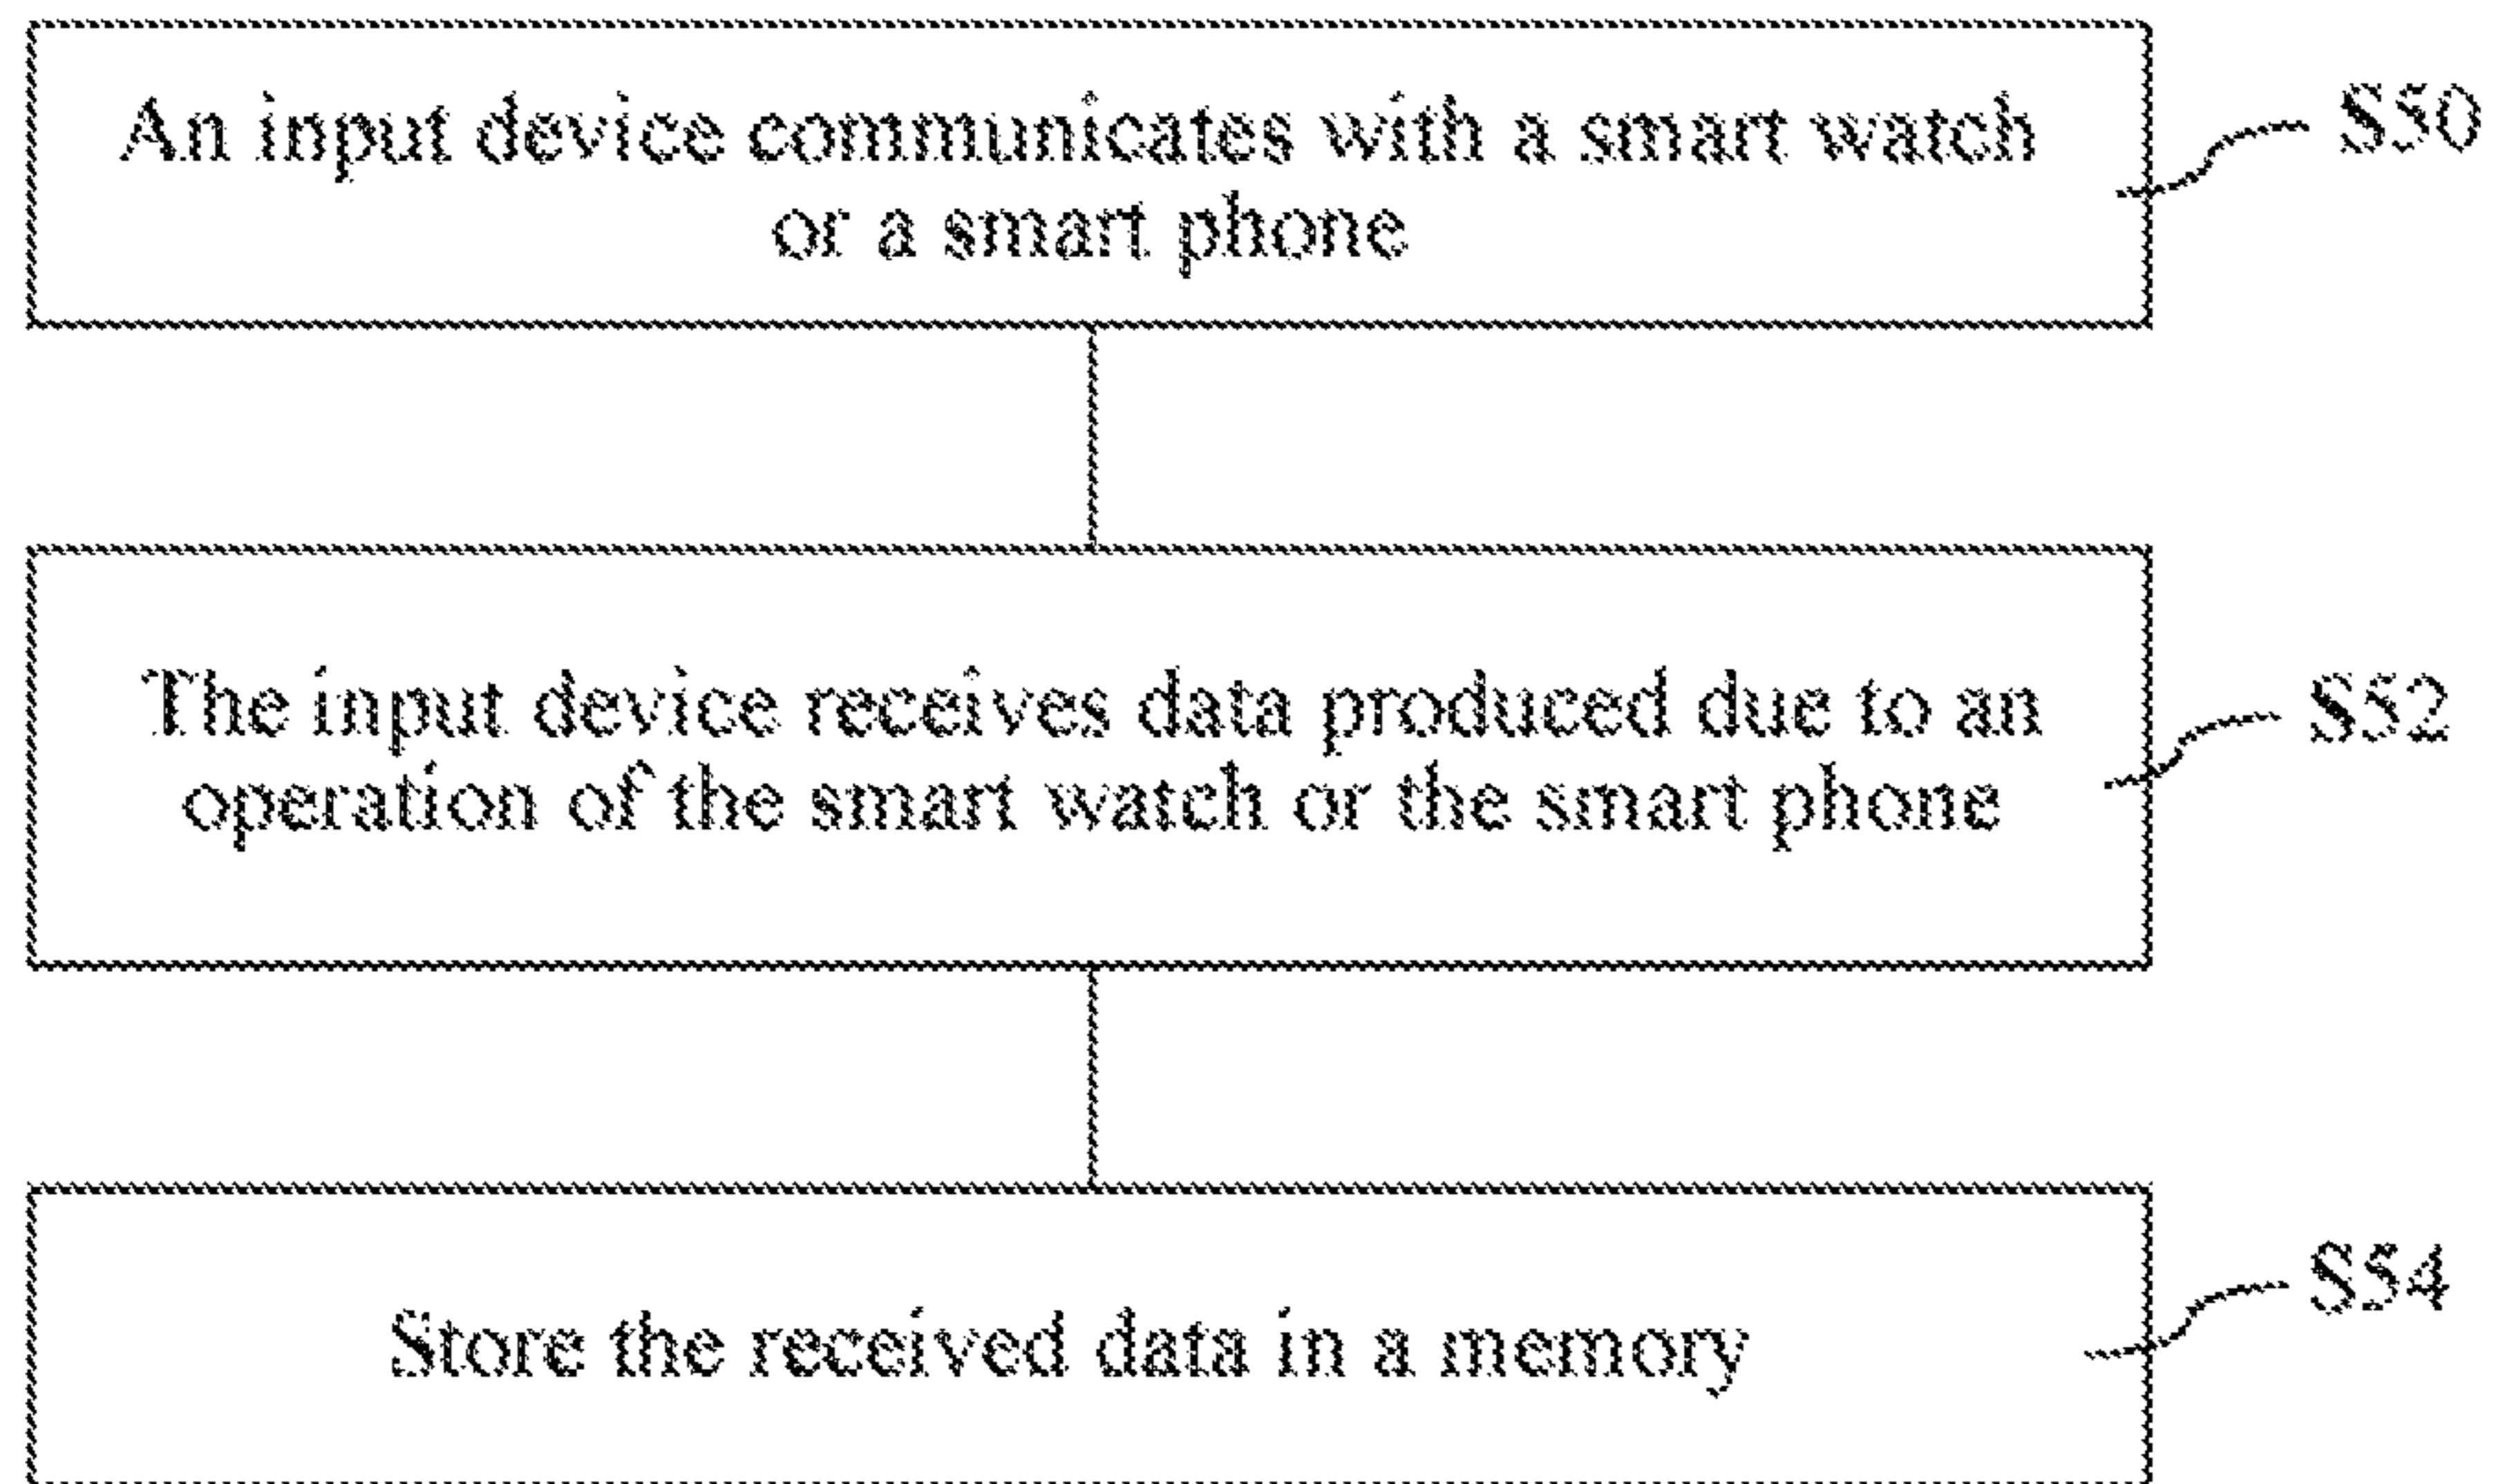 An input device communicates with a smart watch
or a smart phone
S50
The input device receives data produced due to an
operation of the smart watch or the smart phone
S52
Store the received data in a memory
S54